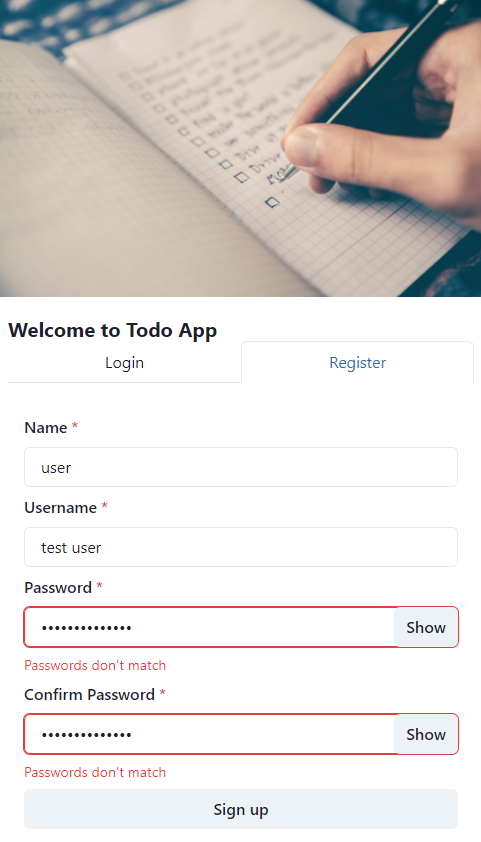 Welcome to Todo App
Login Register
Name *
user
Username *
test user
Password *
•••••••••••••• Show
Passwords don't match
Confirm Password *
•••••••••••••• Show
Passwords don't match
Sign up